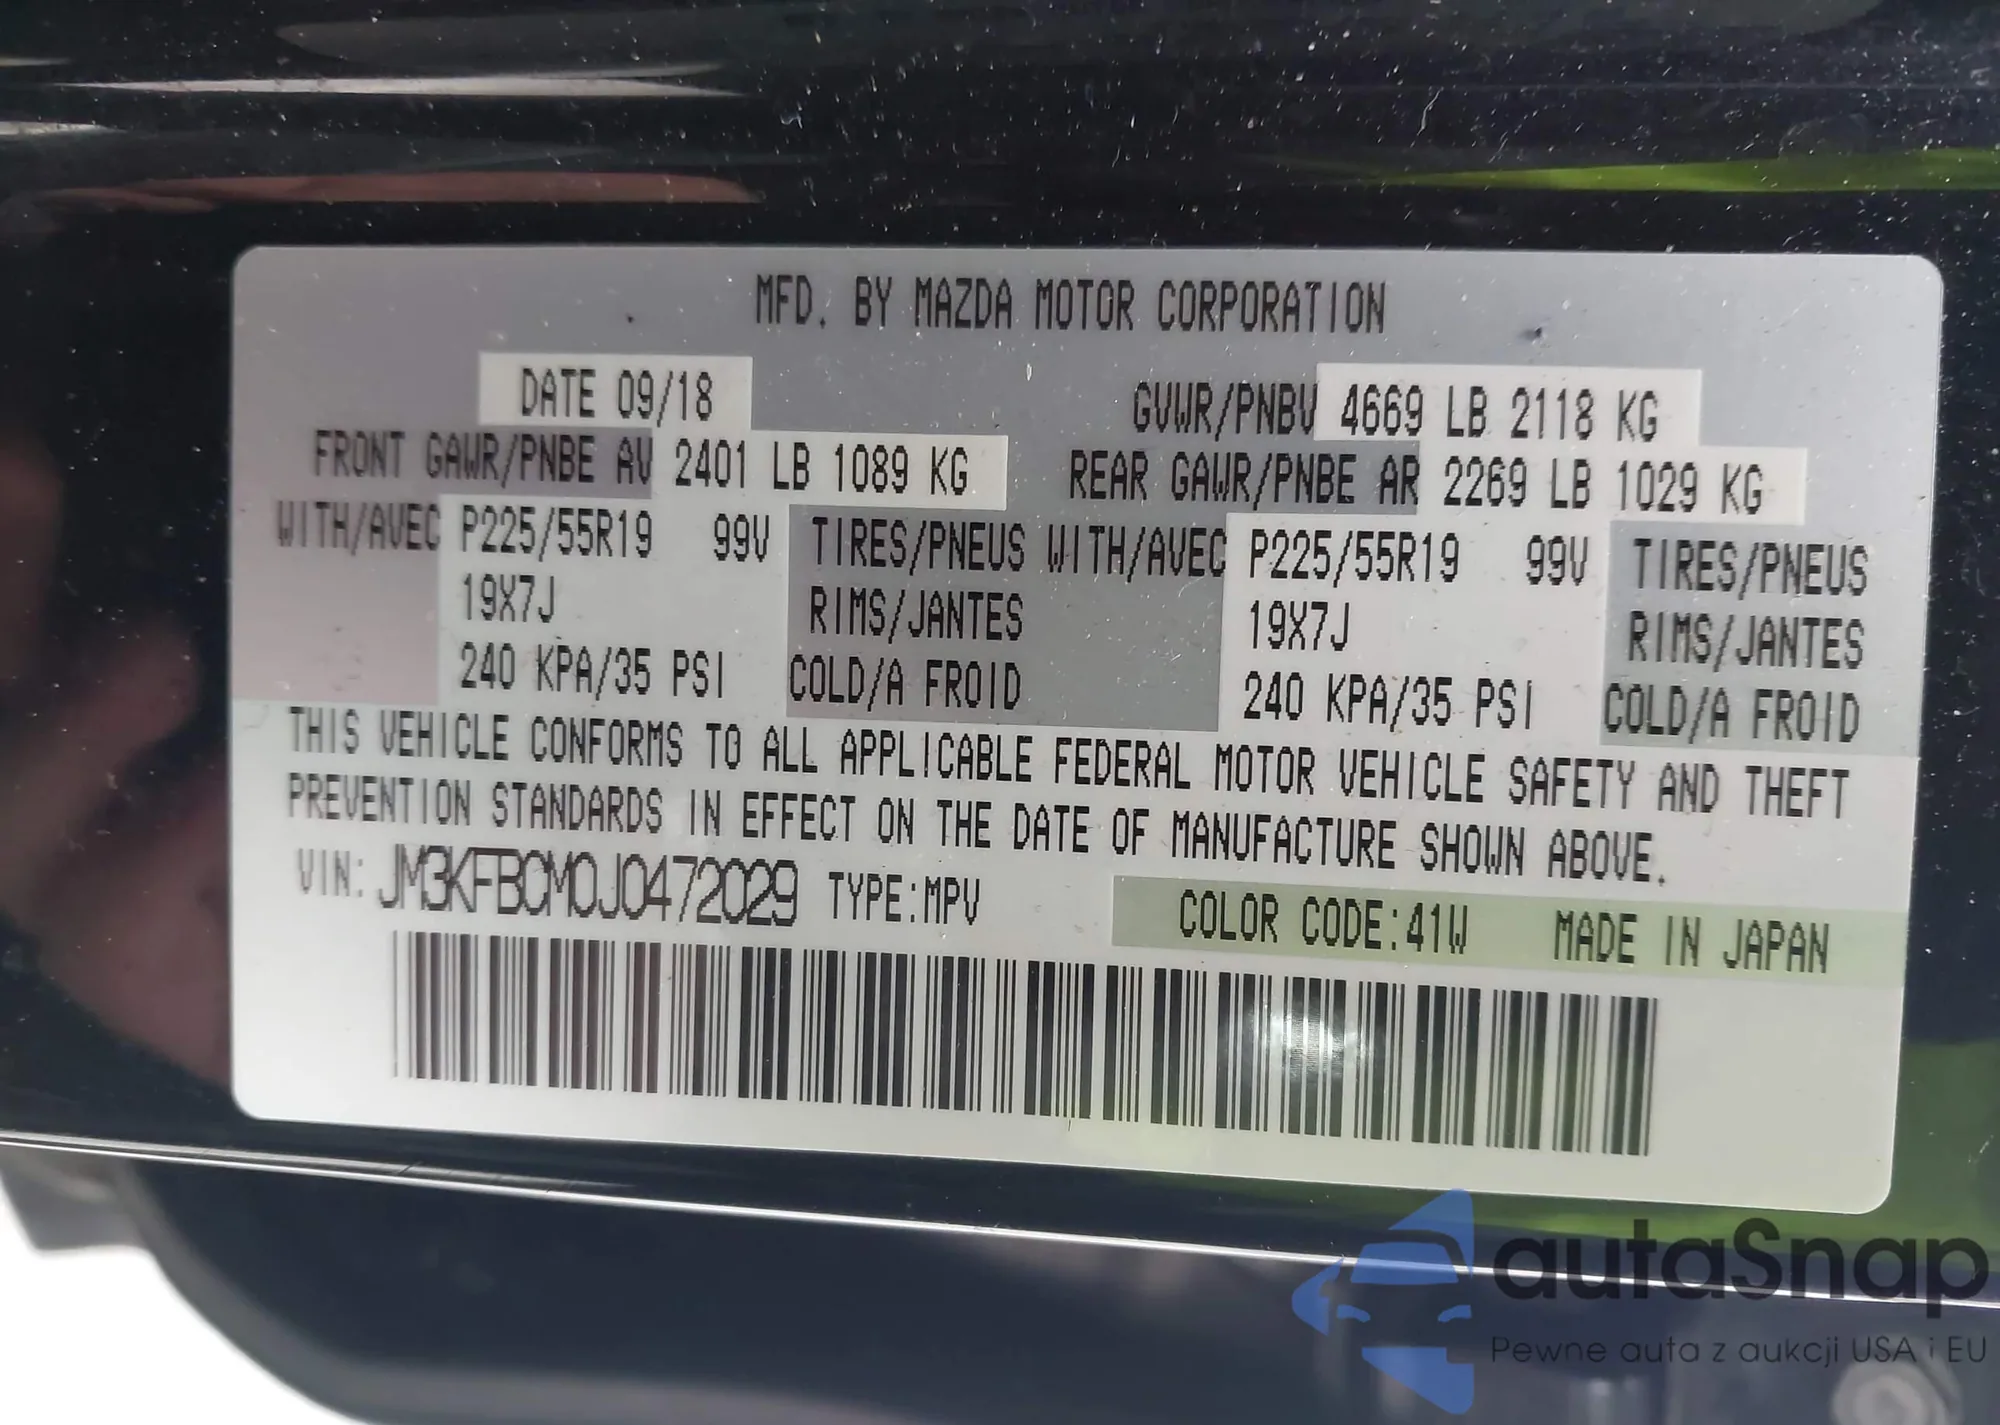 MFD. BY MAZDA MOTOR CORPORATION
DATE 09/18 GVWR/PNBV 4669 LB 2118 KG
FRONT GAWR/PNBE AV 2401 LB 1089 KG REAR GAWR/PNBE AR 2269 LB 1029 KG
WITH/AVEC P225/55R19 99V TIRES/PNEUS WITH/AVEC P225/55R19 99V TIRES/PNEUS
19X7J RIMS/JANTES 19X7J RIMS/JANTES
240 KPA/35 PSI COLD/A FROID 240 KPA/35 PSI COLD/A FROID
THIS VEHICLE CONFORMS TO ALL APPLICABLE FEDERAL MOTOR VEHICLE SAFETY AND THEFT
PREVENTION STANDARDS IN EFFECT ON THE DATE OF MANUFACTURE SHOWN ABOVE.
VIN: JM3KFBCM0J0472029 TYPE:MPV COLOR CODE:41W MADE IN JAPAN
autaSnap
Pewne auta z aukcji USA i EU